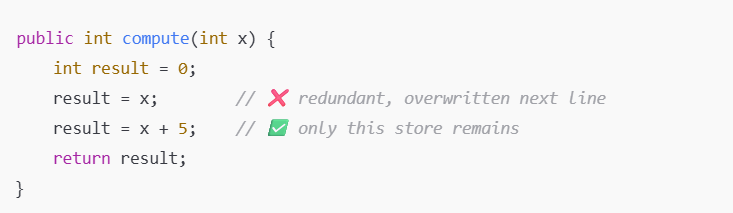 public int compute(int x) {
    int result = 0;
    result = x;        // ❌ redundant, overwritten next line
    result = x + 5;    // ✅ only this store remains
    return result;
}